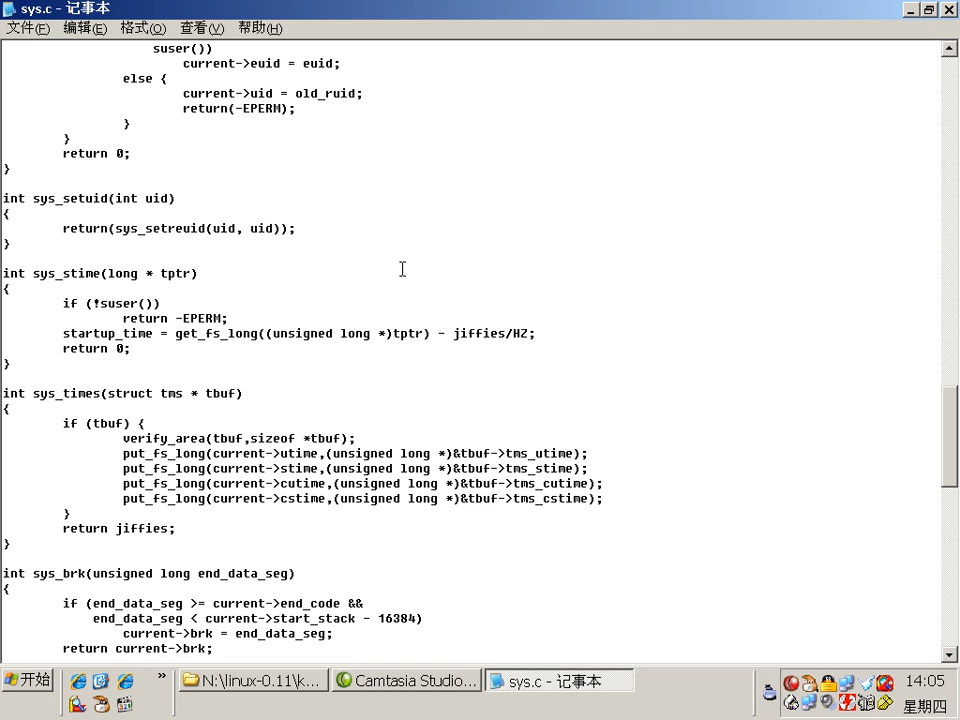 sys.c - 记事本
文件(F) 编辑(E) 格式(O) 查看(V) 帮助(H)
                    suser())
                        current->euid = euid;
                else {
                        current->uid = old_ruid;
                        return(-EPERM);
                }
        }
        return 0;
}

int sys_setuid(int uid)
{
        return(sys_setreuid(uid, uid));
}

int sys_stime(long * tptr)
{
        if (!suser())
                return -EPERM;
        startup_time = get_fs_long((unsigned long *)tptr) - jiffies/HZ;
        return 0;
}

int sys_times(struct tms * tbuf)
{
        if (tbuf) {
                verify_area(tbuf,sizeof *tbuf);
                put_fs_long(current->utime,(unsigned long *)&tbuf->tms_utime);
                put_fs_long(current->stime,(unsigned long *)&tbuf->tms_stime);
                put_fs_long(current->cutime,(unsigned long *)&tbuf->tms_cutime);
                put_fs_long(current->cstime,(unsigned long *)&tbuf->tms_cstime);
        }
        return jiffies;
}

int sys_brk(unsigned long end_data_seg)
{
        if (end_data_seg >= current->end_code &&
            end_data_seg < current->start_stack - 16384)
                current->brk = end_data_seg;
        return current->brk;
开始 » N:\linux-0.11\k... Camtasia Studio... sys.c - 记事本 14:05
星期四